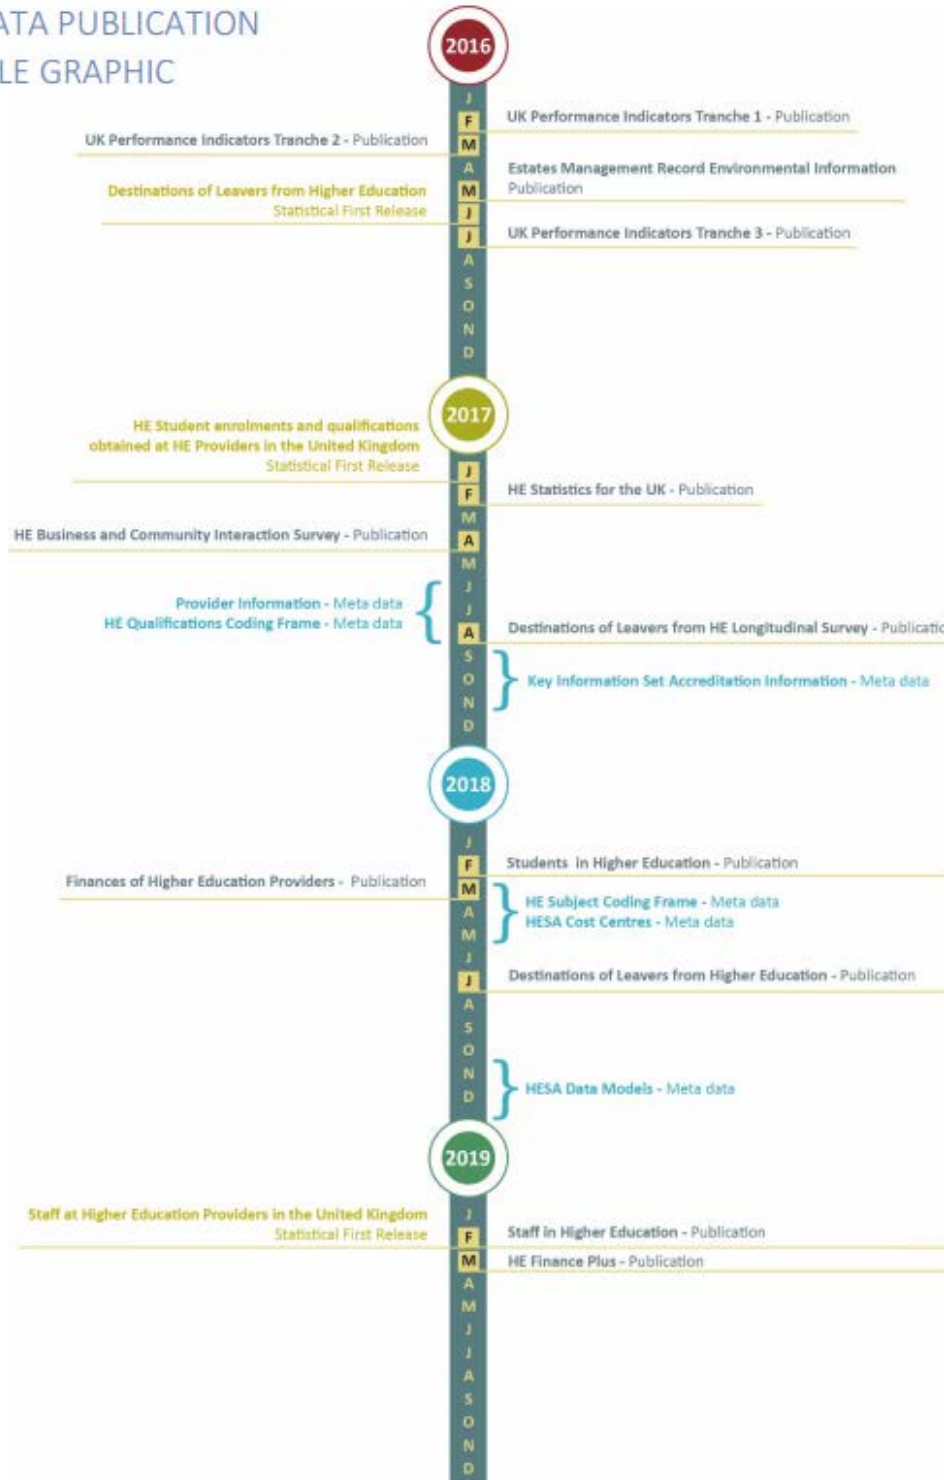 ATA PUBLICATION
LE GRAPHIC
2016
J
UK Performance Indicators Tranche 1 - Publication
F
UK Performance Indicators Tranche 2 - Publication
M
A
Estates Management Record Environmental Information
Publication
Destinations of Leavers from Higher Education
Statistical First Release
M
J
UK Performance Indicators Tranche 3 - Publication
J
A
S
O
N
D
2017
HE Student enrolments and qualifications
obtained at HE Providers in the United Kingdom
Statistical First Release
J
HE Statistics for the UK - Publication
F
M
HE Business and Community Interaction Survey - Publication
A
M
J
Provider Information - Meta data
HE Qualifications Coding Frame - Meta data
J
Destinations of Leavers from HE Longitudinal Survey - Publicatio
A
S
Key Information Set Accreditation Information - Meta data
O
N
D
2018
J
Students in Higher Education - Publication
F
Finances of Higher Education Providers - Publication
M
HE Subject Coding Frame - Meta data
HESA Cost Centres - Meta data
A
M
J
Destinations of Leavers from Higher Education - Publication
J
A
S
O
N
HESA Data Models - Meta data
D
2019
Staff at Higher Education Providers in the United Kingdom
Statistical First Release
J
Staff in Higher Education - Publication
F
HE Finance Plus - Publication
M
A
M
J
J
A
S
O
N
D